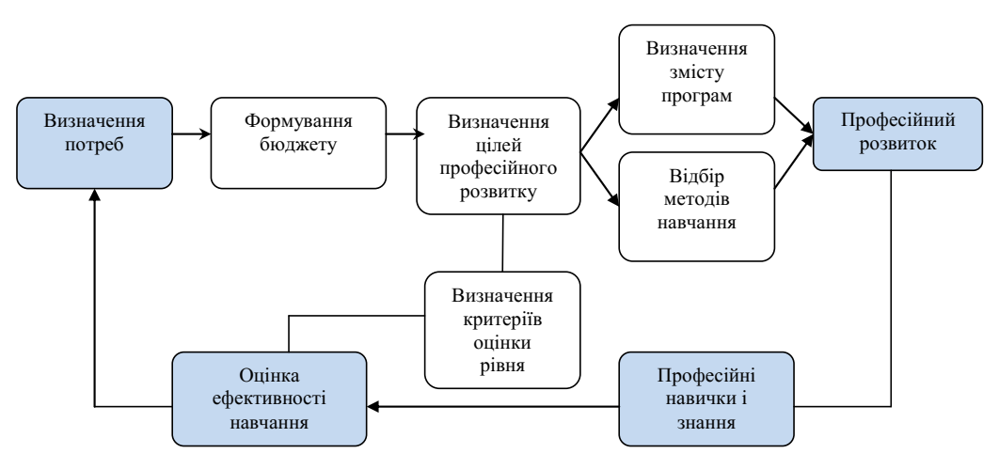 Визначення
потреб
Формування
бюджету
Визначення
цілей
професійного
розвитку
Визначення
змісту
програм
Відбір
методів
навчання
Професійний
розвиток
Визначення
критеріїв
оцінки
рівня
Оцінка
ефективності
навчання
Професійні
навички і
знання